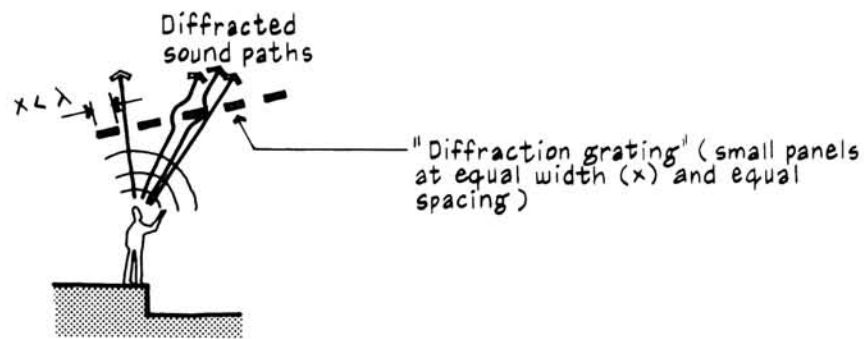 Diffracted
sound paths
x < λ
"Diffraction grating" (small panels
at equal width (x) and equal
spacing)